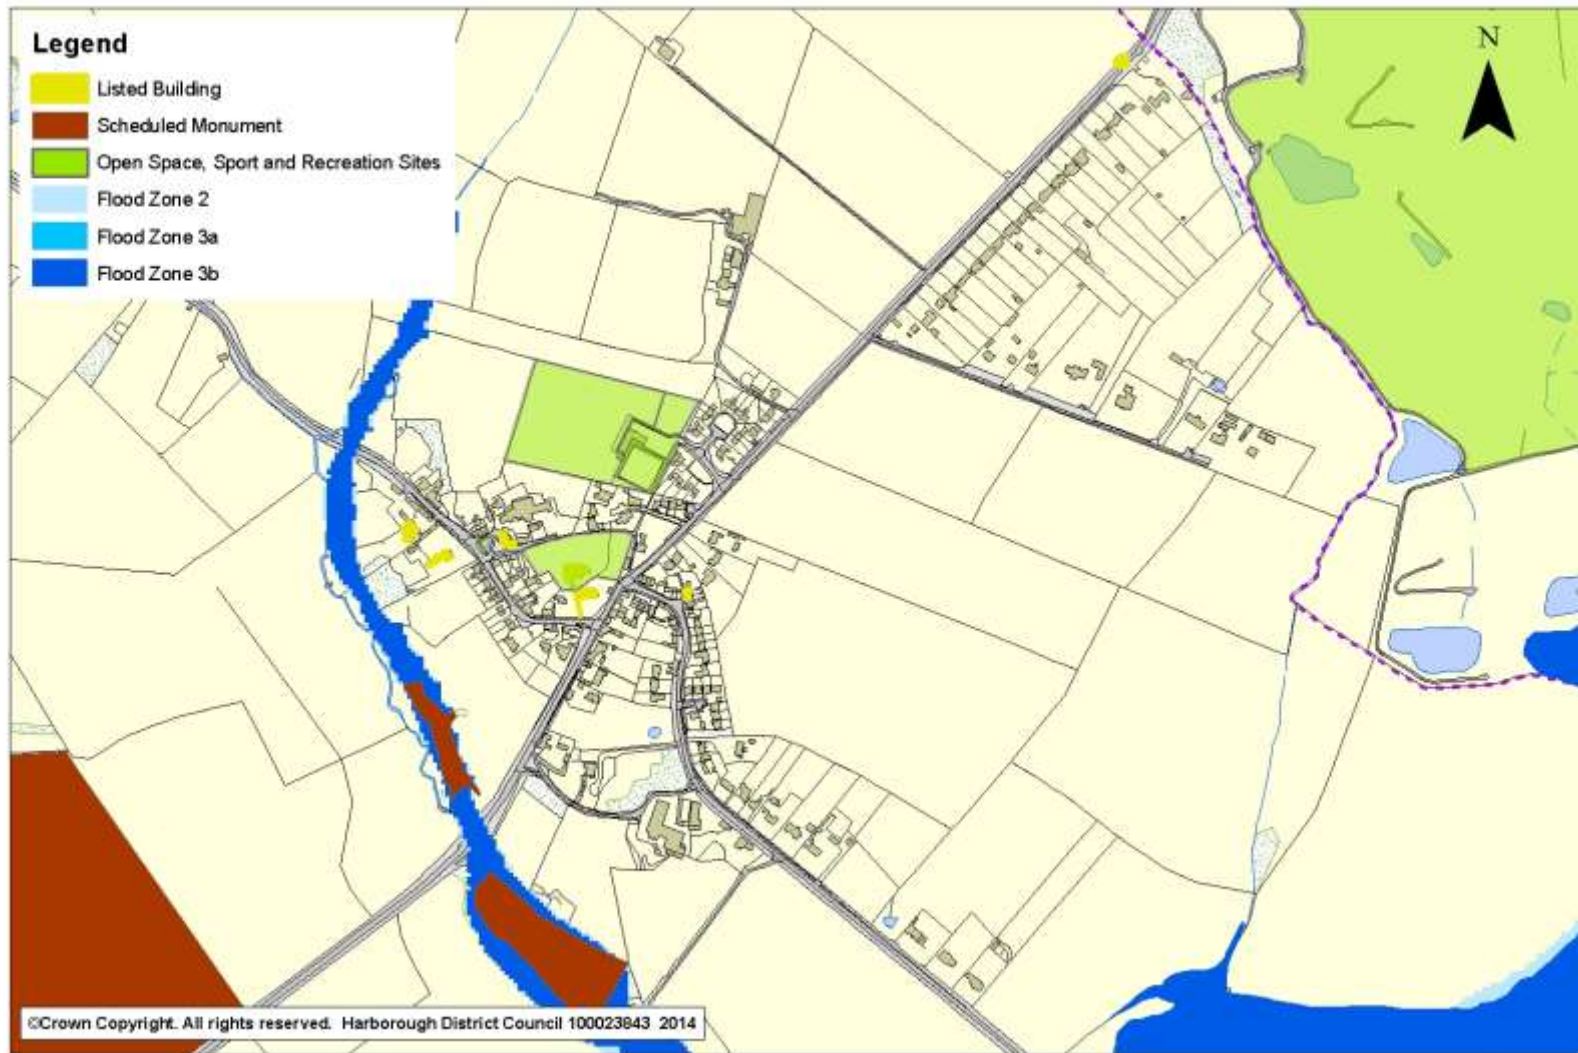 Legend
Listed Building
Scheduled Monument
Open Space, Sport and Recreation Sites
Flood Zone 2
Flood Zone 3a
Flood Zone 3b
N
©Crown Copyright. All rights reserved. Harborough District Council 100023843 2014